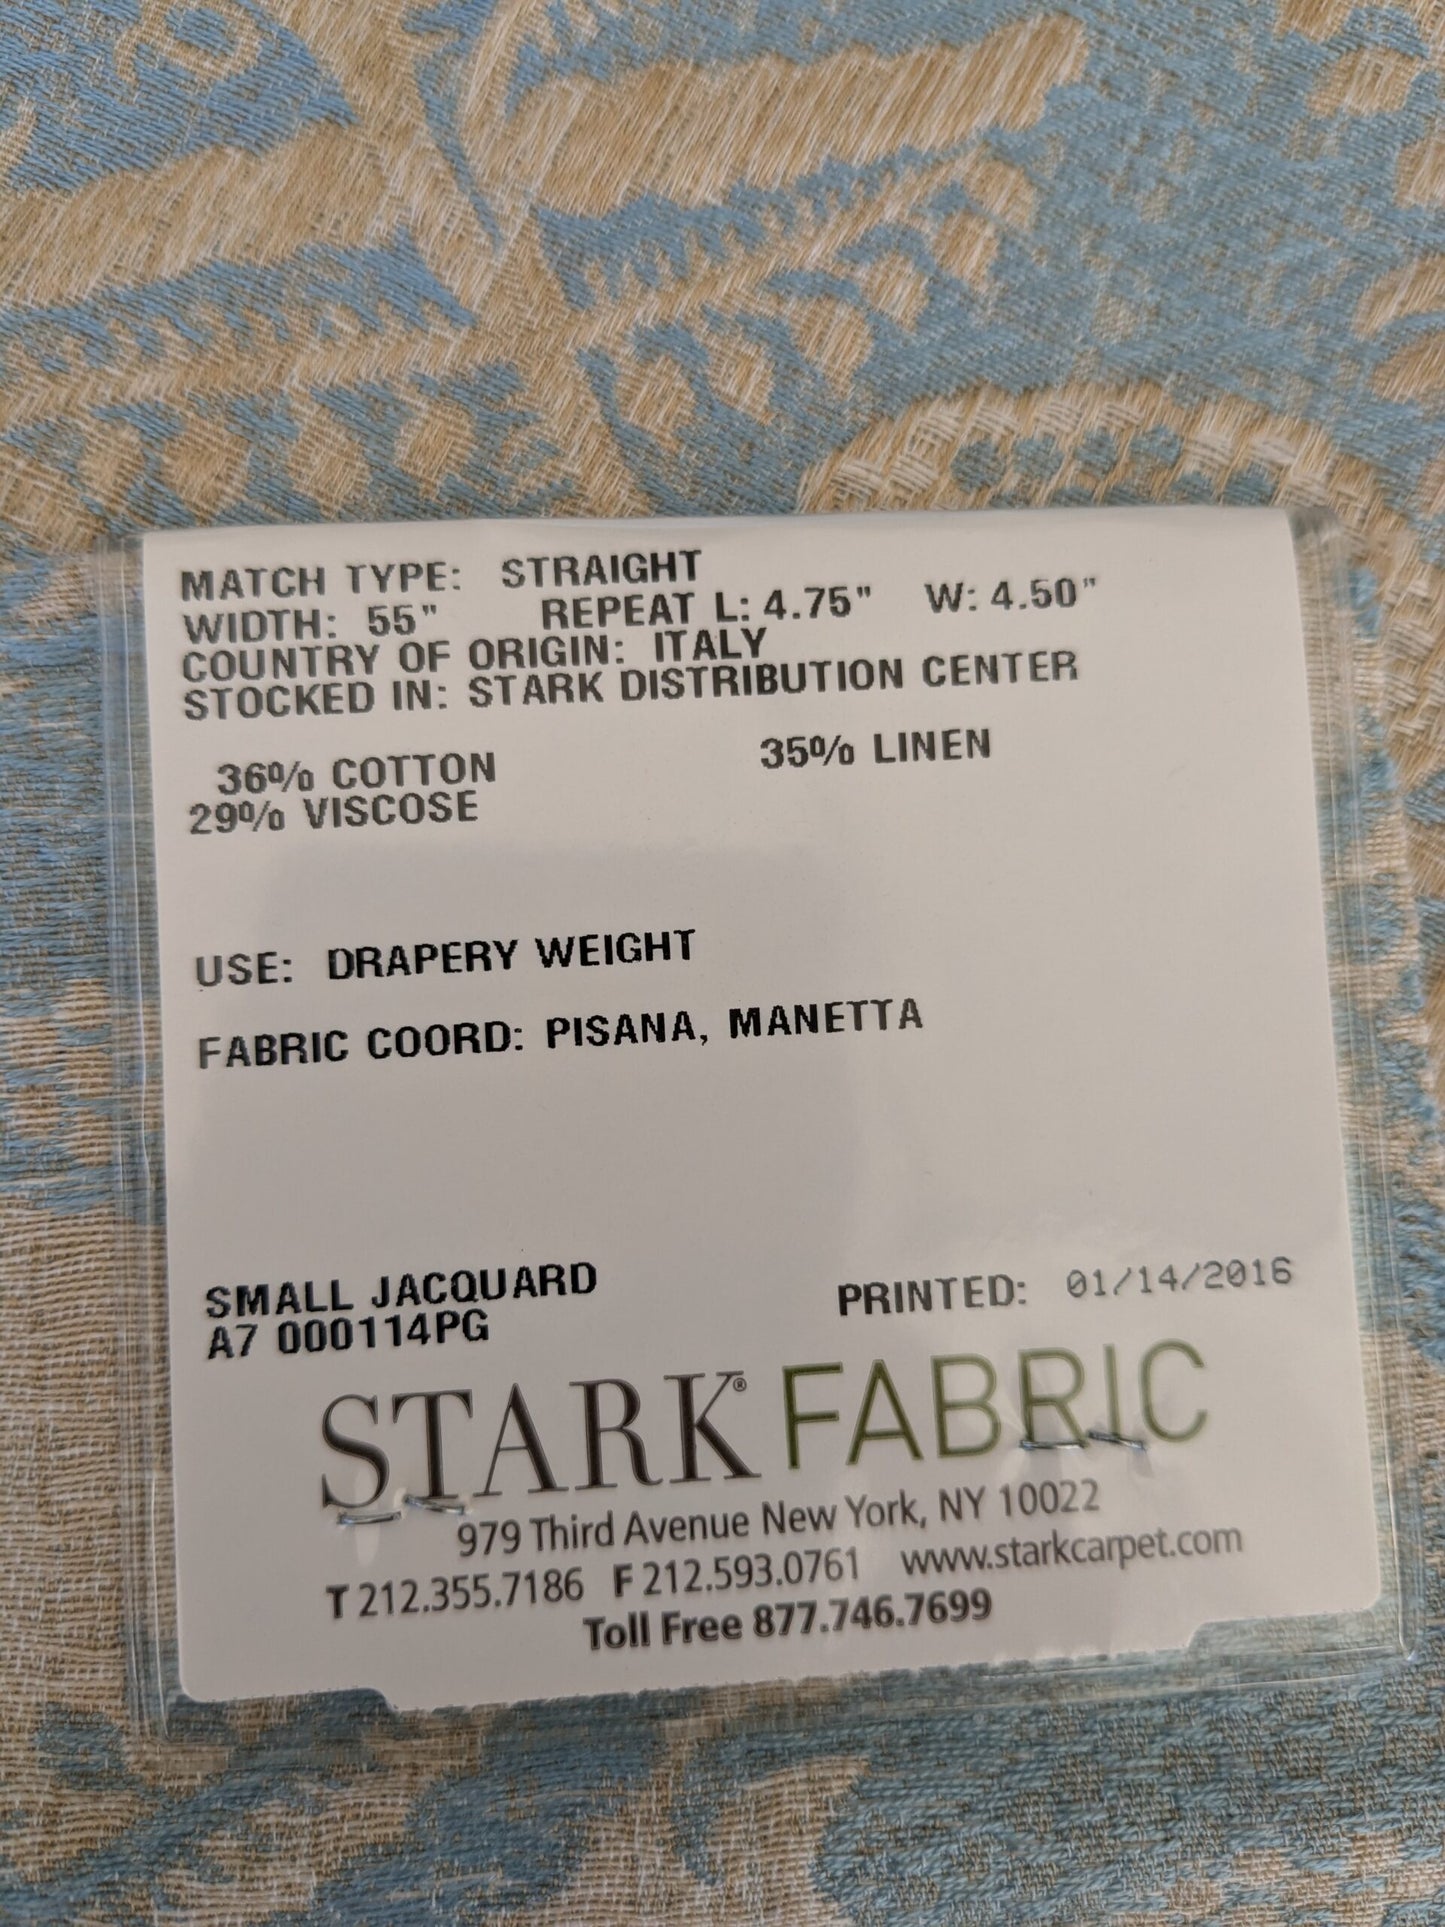 MATCH TYPE: STRAIGHT
WIDTH: 55" REPEAT L: 4.75" W: 4.50"
COUNTRY OF ORIGIN: ITALY
STOCKED IN: STARK DISTRIBUTION CENTER
36% COTTON 35% LINEN
29% VISCOSE
USE: DRAPERY WEIGHT
FABRIC COORD: PISANA, MANETTA
SMALL JACQUARD
A7 000114PG PRINTED: 01/14/2016
STARK® FABRIC
979 Third Avenue New York, NY 10022
T 212.355.7186 F 212.593.0761 www.starkcarpet.com
Toll Free 877.746.7699